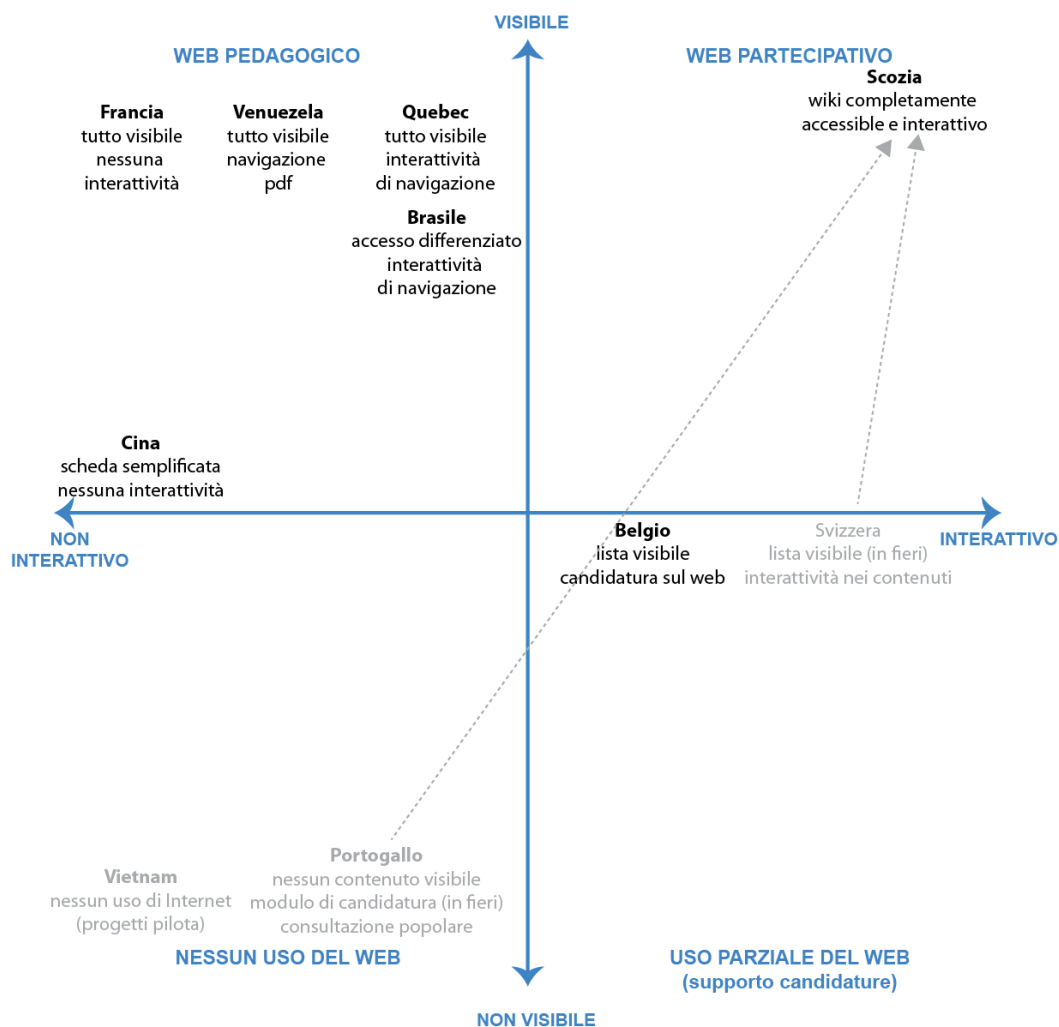 VISIBILE
WEB PEDAGOGICO
WEB PARTECIPATIVO
Francia
tutto visibile
nessuna
interattività
Venuezela
tutto visibile
navigazione
pdf
Quebec
tutto visibile
interattività
di navigazione
Brasile
accesso differenziato
interattività
di navigazione
Scozia
wiki completamente
accessible e interattivo
Cina
scheda semplificata
nessuna interattività
NON
INTERATTIVO
Belgio
lista visibile
candidatura sul web
Svizzera
lista visibile (in fieri)
interattività nei contenuti
INTERATTIVO
Vietnam
nessun uso di Internet
(progetti pilota)
Portogallo
nessun contenuto visibile
modulo di candidatura (in fieri)
consultazione popolare
NESSUN USO DEL WEB
USO PARZIALE DEL WEB
(supporto candidature)
NON VISIBILE